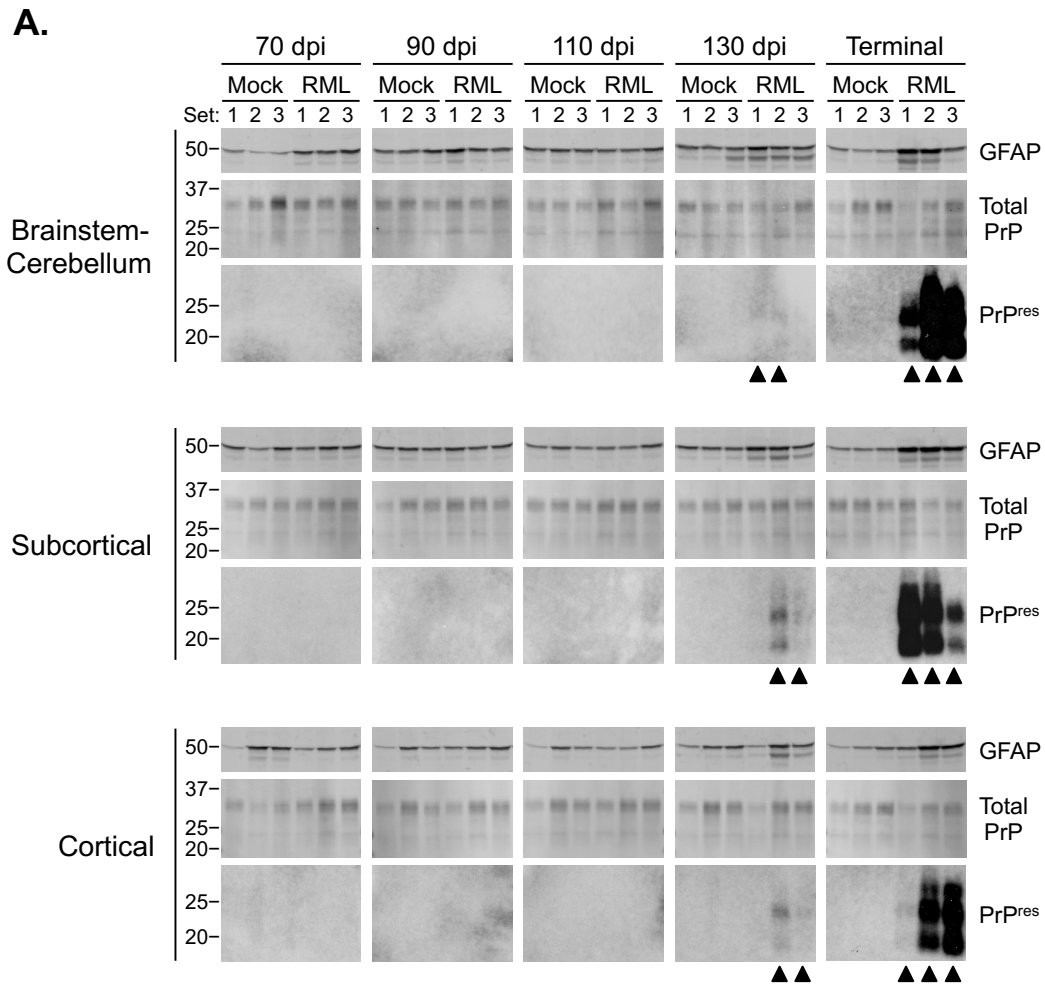 A.
70 dpi 90 dpi 110 dpi 130 dpi Terminal
Mock RML Mock RML Mock RML Mock RML Mock RML
Set: 1 2 3 1 2 3 1 2 3 1 2 3 1 2 3 1 2 3 1 2 3 1 2 3 1 2 3 1 2 3
Brainstem-
Cerebellum
50
GFAP
37
25
20
Total
PrP
25
20
PrPres
Subcortical
50
GFAP
37
25
20
Total
PrP
25
20
PrPres
Cortical
50
GFAP
37
25
20
Total
PrP
25
20
PrPres